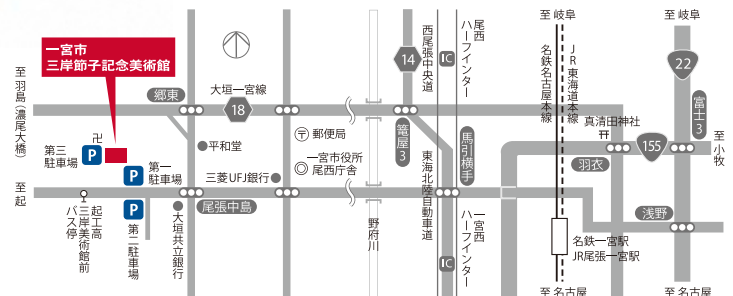 一宮市
三岸節子記念美術館
至羽島（濃尾大橋）
至起
郷東
大垣一宮線
18
卍
第三
駐車場
P
第一
駐車場
P
P
第二
駐車場
起工高
三岸美術館前
バス停
平和堂
三菱UFJ銀行
尾張中島
大垣共立銀行
〒
郵便局
一宮市役所
尾西庁舎
野府川
西尾張中央道
14
篭屋3
東海北陸自動車道
尾西
ハーフインター
IC
馬引横手
一宮西
ハーフインター
IC
至 岐阜
名鉄名古屋本線
JR東海道本線
真清田神社
羽衣
155
至 岐阜
22
富士3
至小牧
浅野
名鉄一宮駅
JR尾張一宮駅
至 名古屋
至 名古屋